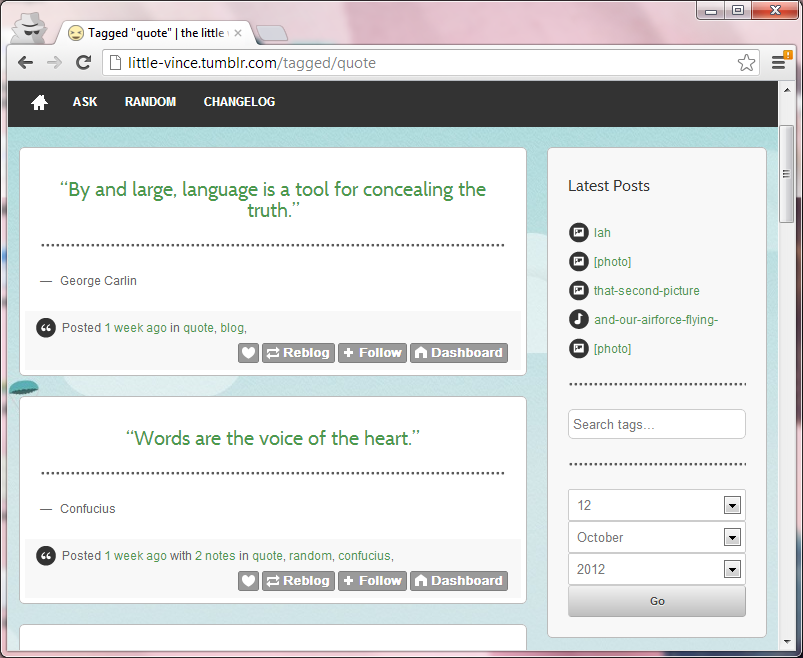 Tagged "quote" | the little
little-vince.tumblr.com/tagged/quote
ASK RANDOM CHANGELOG
“By and large, language is a tool for concealing the
truth.”
— George Carlin
Posted 1 week ago in quote, blog,
Reblog Follow Dashboard
“Words are the voice of the heart.”
— Confucius
Posted 1 week ago with 2 notes in quote, random, confucius,
Reblog Follow Dashboard
Latest Posts
lah
[photo]
that-second-picture
and-our-airforce-flying-
[photo]
Search tags...
12
October
2012
Go